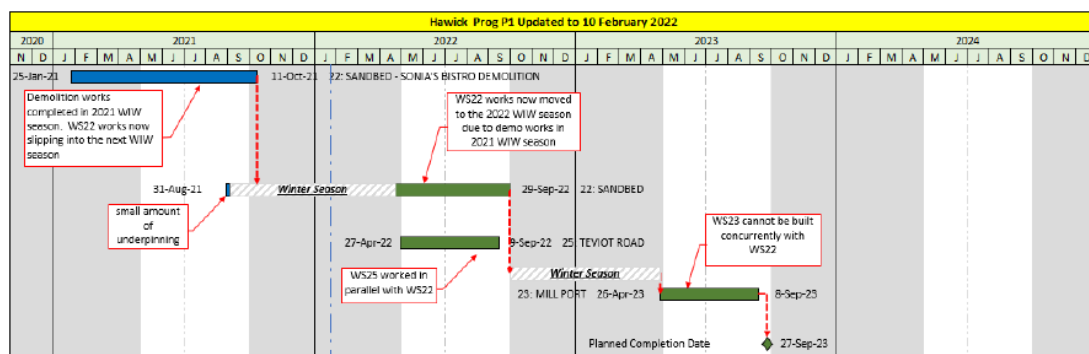 Hawick Prog P1 Updated to 10 February 2022
2020 2021 2022 2023 2024
N D J F M A M J J A S O N D J F M A M J J A S O N D J F M A M J J A S O N D J F M A M J J A S O N D
25-Jan-21 11-Oct-21 22: SANDBED - SONIA'S BISTRO DEMOLITION
Demolition works
completed in 2021 WIW
season. WS22 works now
slipping into the next WIW
season
WS22 works now moved
to the 2022 WIW season
due to demo works in
2021 WIW season
31-Aug-21 Winter Season 29-Sep-22 22: SANDBED
small amount
of
underpinning
WS23 cannot be built
concurrently with
WS22
27-Apr-22 9-Sep-22 25: TEVIOT ROAD
WS25 worked in
parallel with WS22
Winter Season
23: MILL PORT 26-Apr-23 8-Sep-23
Planned Completion Date 27-Sep-23